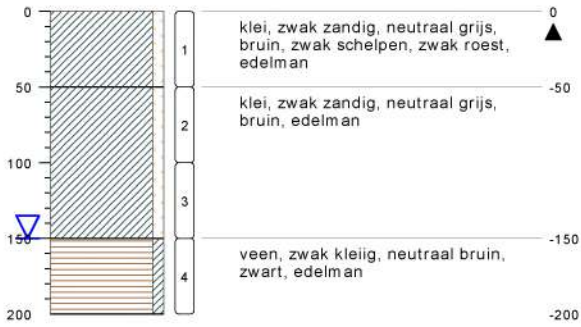 0
50
100
150
200
1
2
3
4
klei, zwak zandig, neutraal grijs,
bruin, zwak schelpen, zwak roest,
edelman
klei, zwak zandig, neutraal grijs,
bruin, edelman
veen, zwak kleiig, neutraal bruin,
zwart, edelman
0
-50
-150
-200